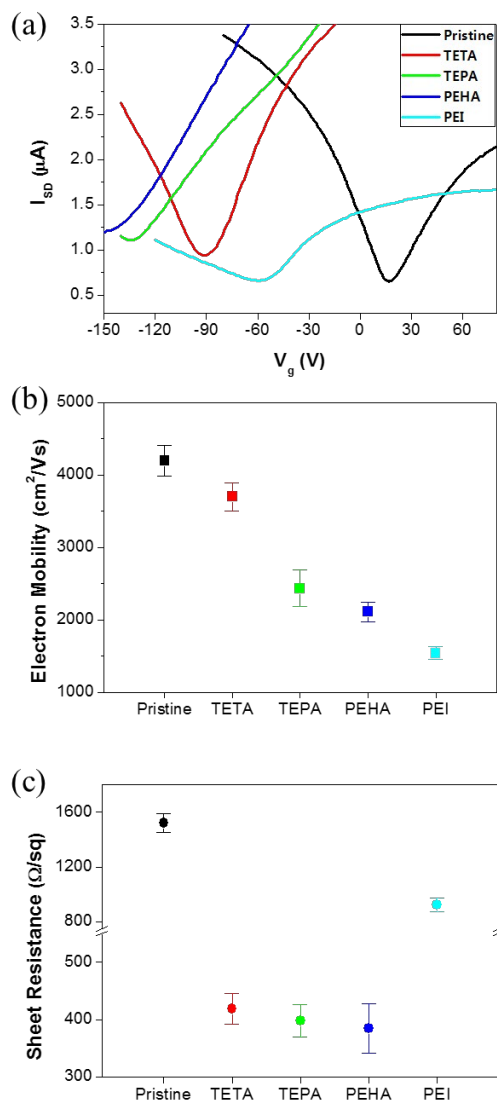 (a)
3.5
3.0
2.5
2.0
1.5
1.0
0.5
I_SD (μA)
Pristine
TETA
TEPA
PEHA
PEI
-150 -120 -90 -60 -30 0 30 60
V_g (V)
(b)
5000
4000
3000
2000
1000
Electron Mobility (cm²/Vs)
Pristine TETA TEPA PEHA PEI
(c)
1600
1200
800
500
400
300
Sheet Resistance (Ω/sq)
Pristine TETA TEPA PEHA PEI